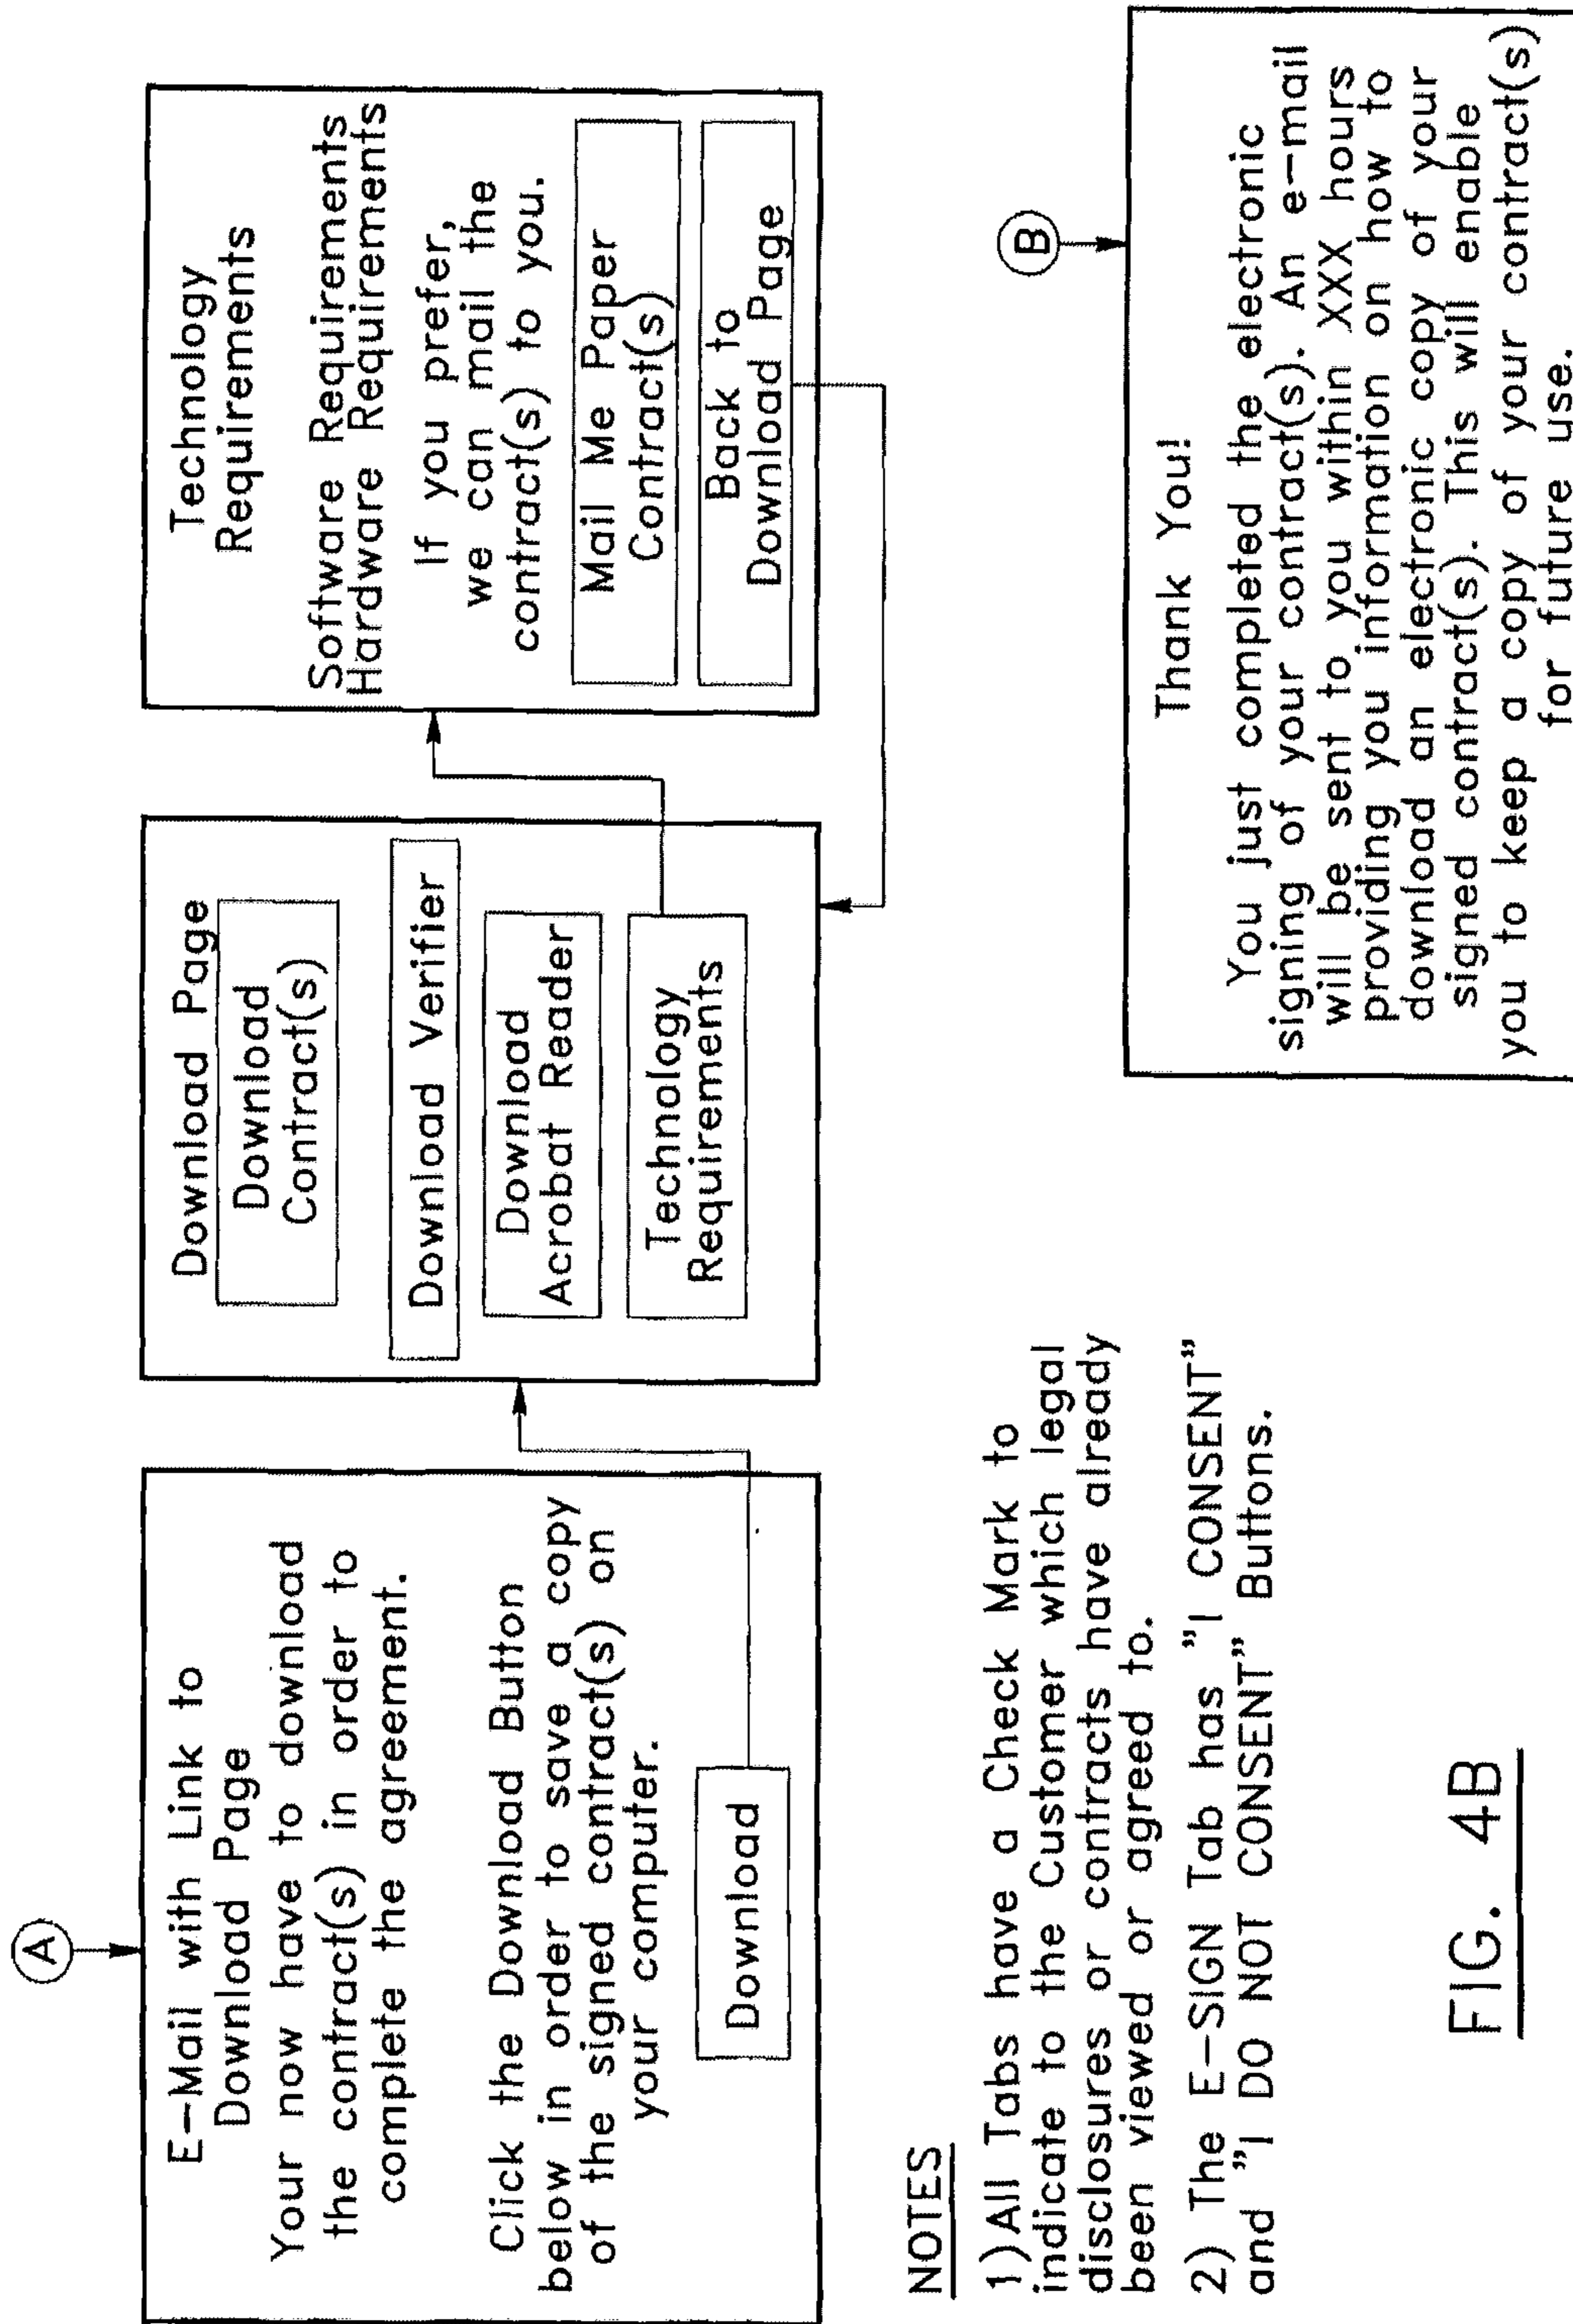 A
E-Mail with Link to
Download Page
Your now have to download
the contract(s) in order to
complete the agreement.
Click the Download Button
below in order to save a copy
of the signed contract(s) on
your computer.
Download
Download Page
Download
Contract(s)
Download Verifier
Download
Acrobat Reader
Technology
Requirements
Technology
Requirements
Software Requirements
Hardware Requirements
If you prefer,
we can mail the
contract(s) to you.
Mail Me Paper
Contract(s)
Back to
Download Page
NOTES
1)All Tabs have a Check Mark to
indicate to the Customer which legal
disclosures or contracts have already
been viewed or agreed to.
2) The E-SIGN Tab has "I CONSENT"
and "I DO NOT CONSENT" Buttons.
B
Thank You!
You just completed the electronic
signing of your contract(s). An e-mail
will be sent to you within XXX hours
providing you information on how to
download an electronic copy of your
signed contract(s). This will enable
you to keep a copy of your contract(s)
for future use.
FIG. 4B